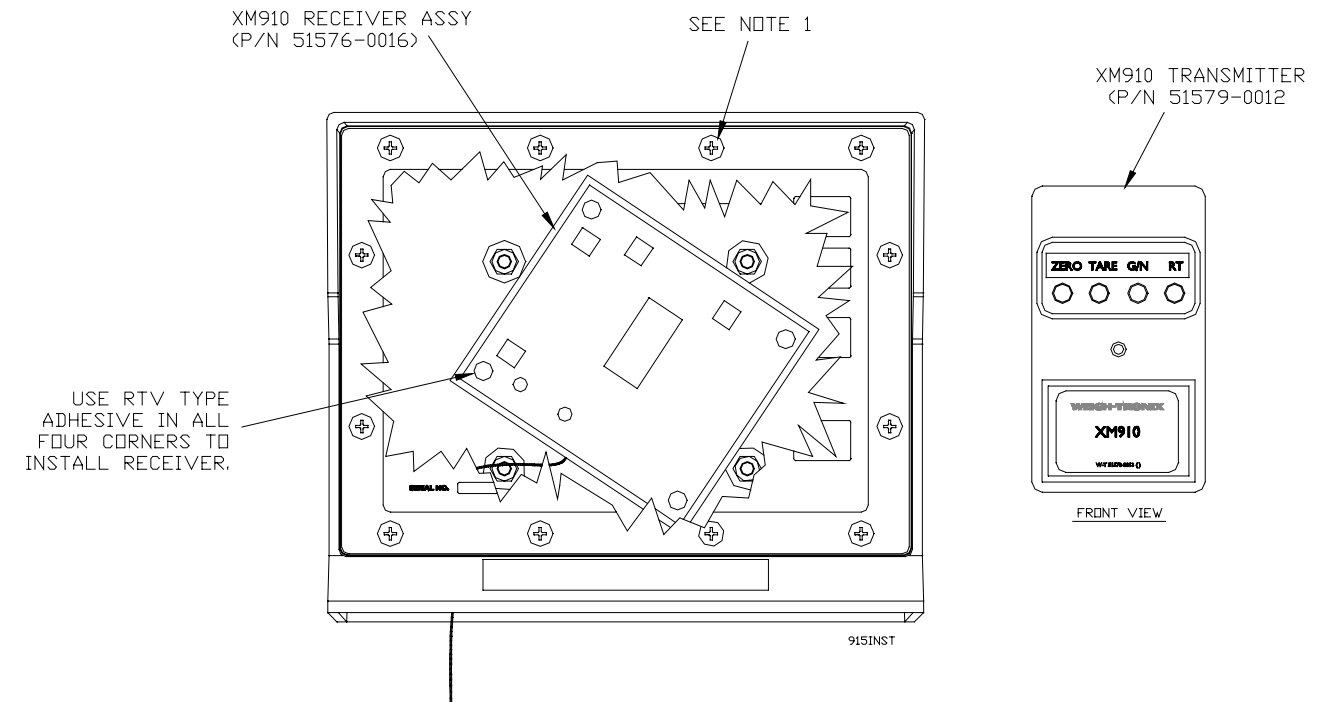 XM910 RECEIVER ASSY
(P/N 51576-0016)
SEE NOTE 1
XM910 TRANSMITTER
(P/N 51579-0012
ZERO TARE G/N RT
USE RTV TYPE
ADHESIVE IN ALL
FOUR CORNERS TO
INSTALL RECEIVER.
WEIGH-TRONIX
XM910
SERIAL NO.
FRONT VIEW
915INST